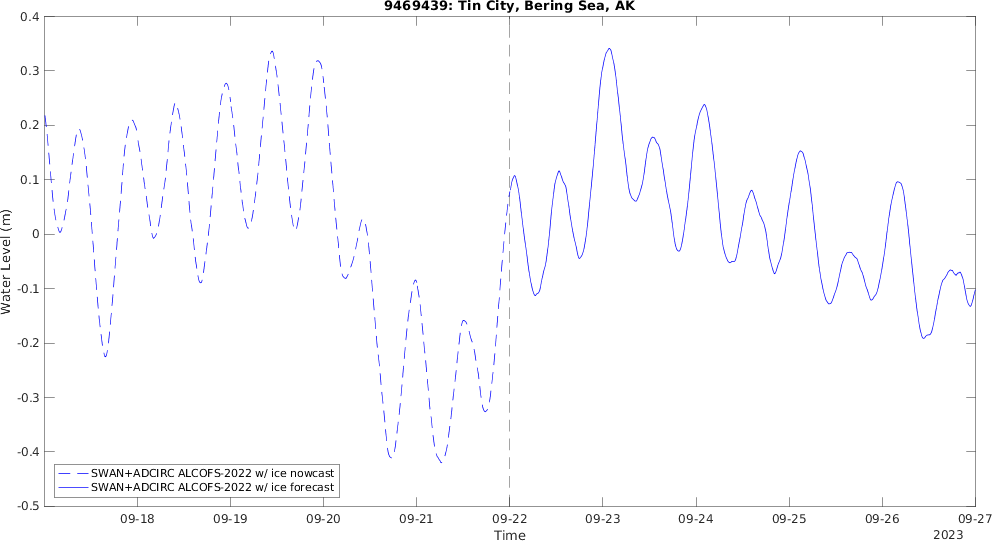 9469439: Tin City, Bering Sea, AK
0.4
0.3
0.2
0.1
0
-0.1
-0.2
-0.3
-0.4
-0.5
Water Level (m)
SWAN+ADCIRC ALCOFS-2022 w/ ice nowcast
SWAN+ADCIRC ALCOFS-2022 w/ ice forecast
09-18 09-19 09-20 09-21 09-22 09-23 09-24 09-25 09-26 09-27
Time
2023